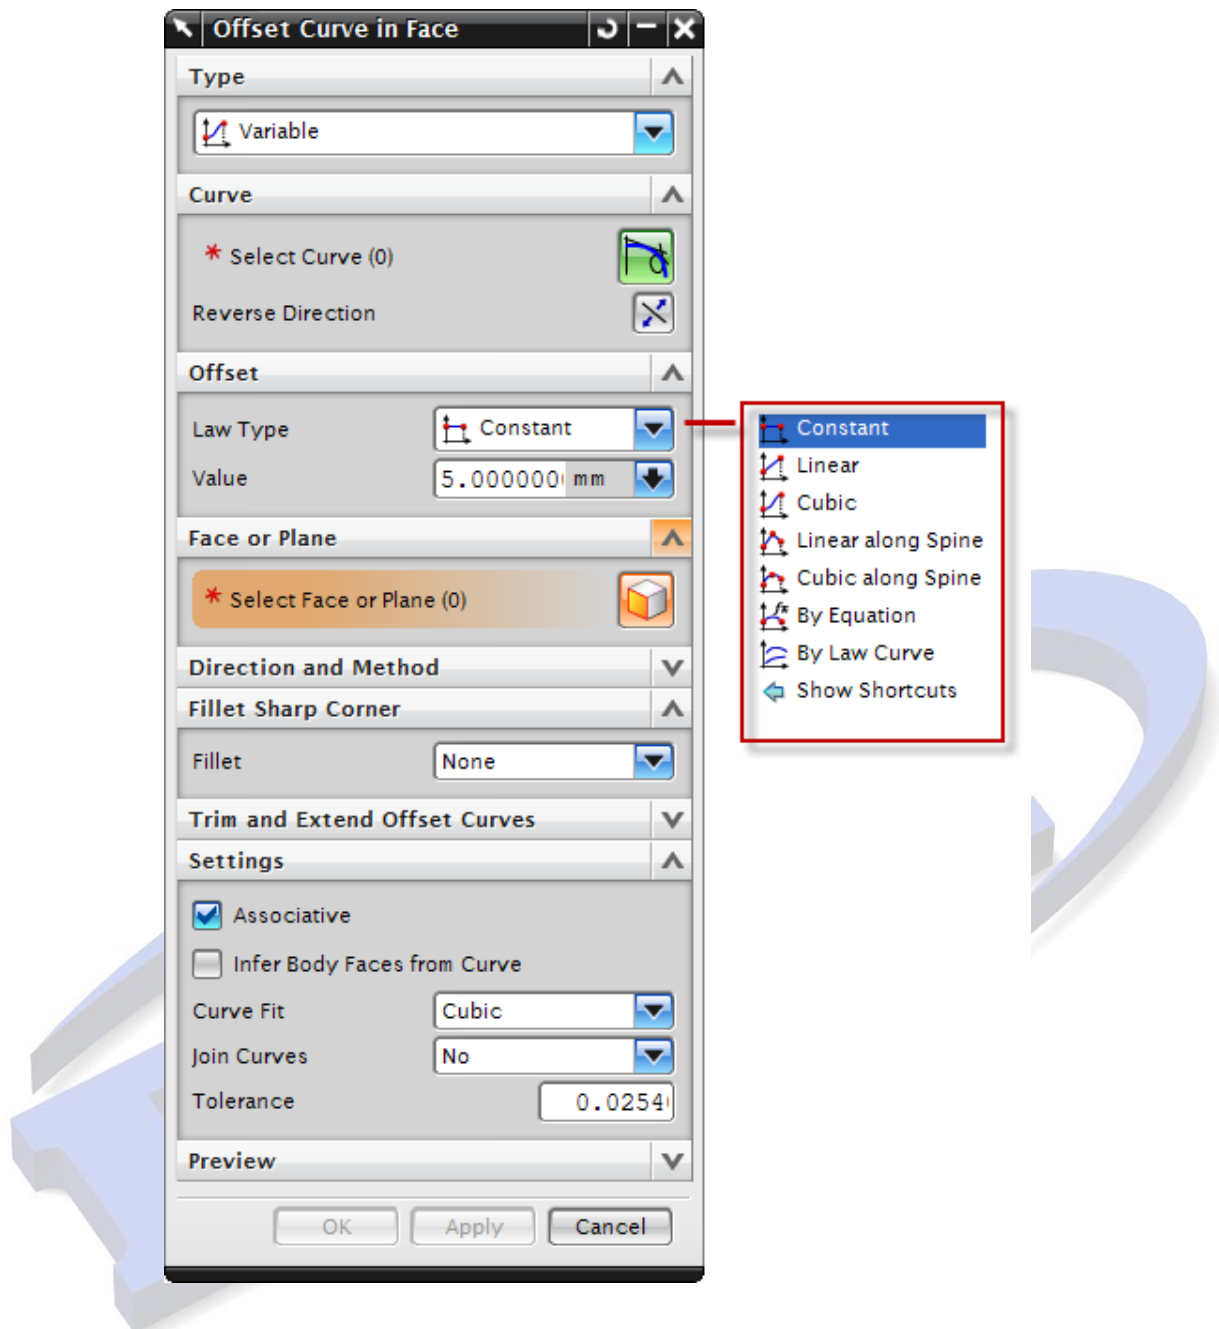 Offset Curve in Face
Type
Variable
Curve
* Select Curve (0)
Reverse Direction
Offset
Law Type Constant
Value 5.000000 mm
Face or Plane
* Select Face or Plane (0)
Direction and Method
Fillet Sharp Corner
Fillet None
Trim and Extend Offset Curves
Settings
Associative
Infer Body Faces from Curve
Curve Fit Cubic
Join Curves No
Tolerance 0.0254
Preview
OK Apply Cancel
Constant
Linear
Cubic
Linear along Spine
Cubic along Spine
By Equation
By Law Curve
Show Shortcuts